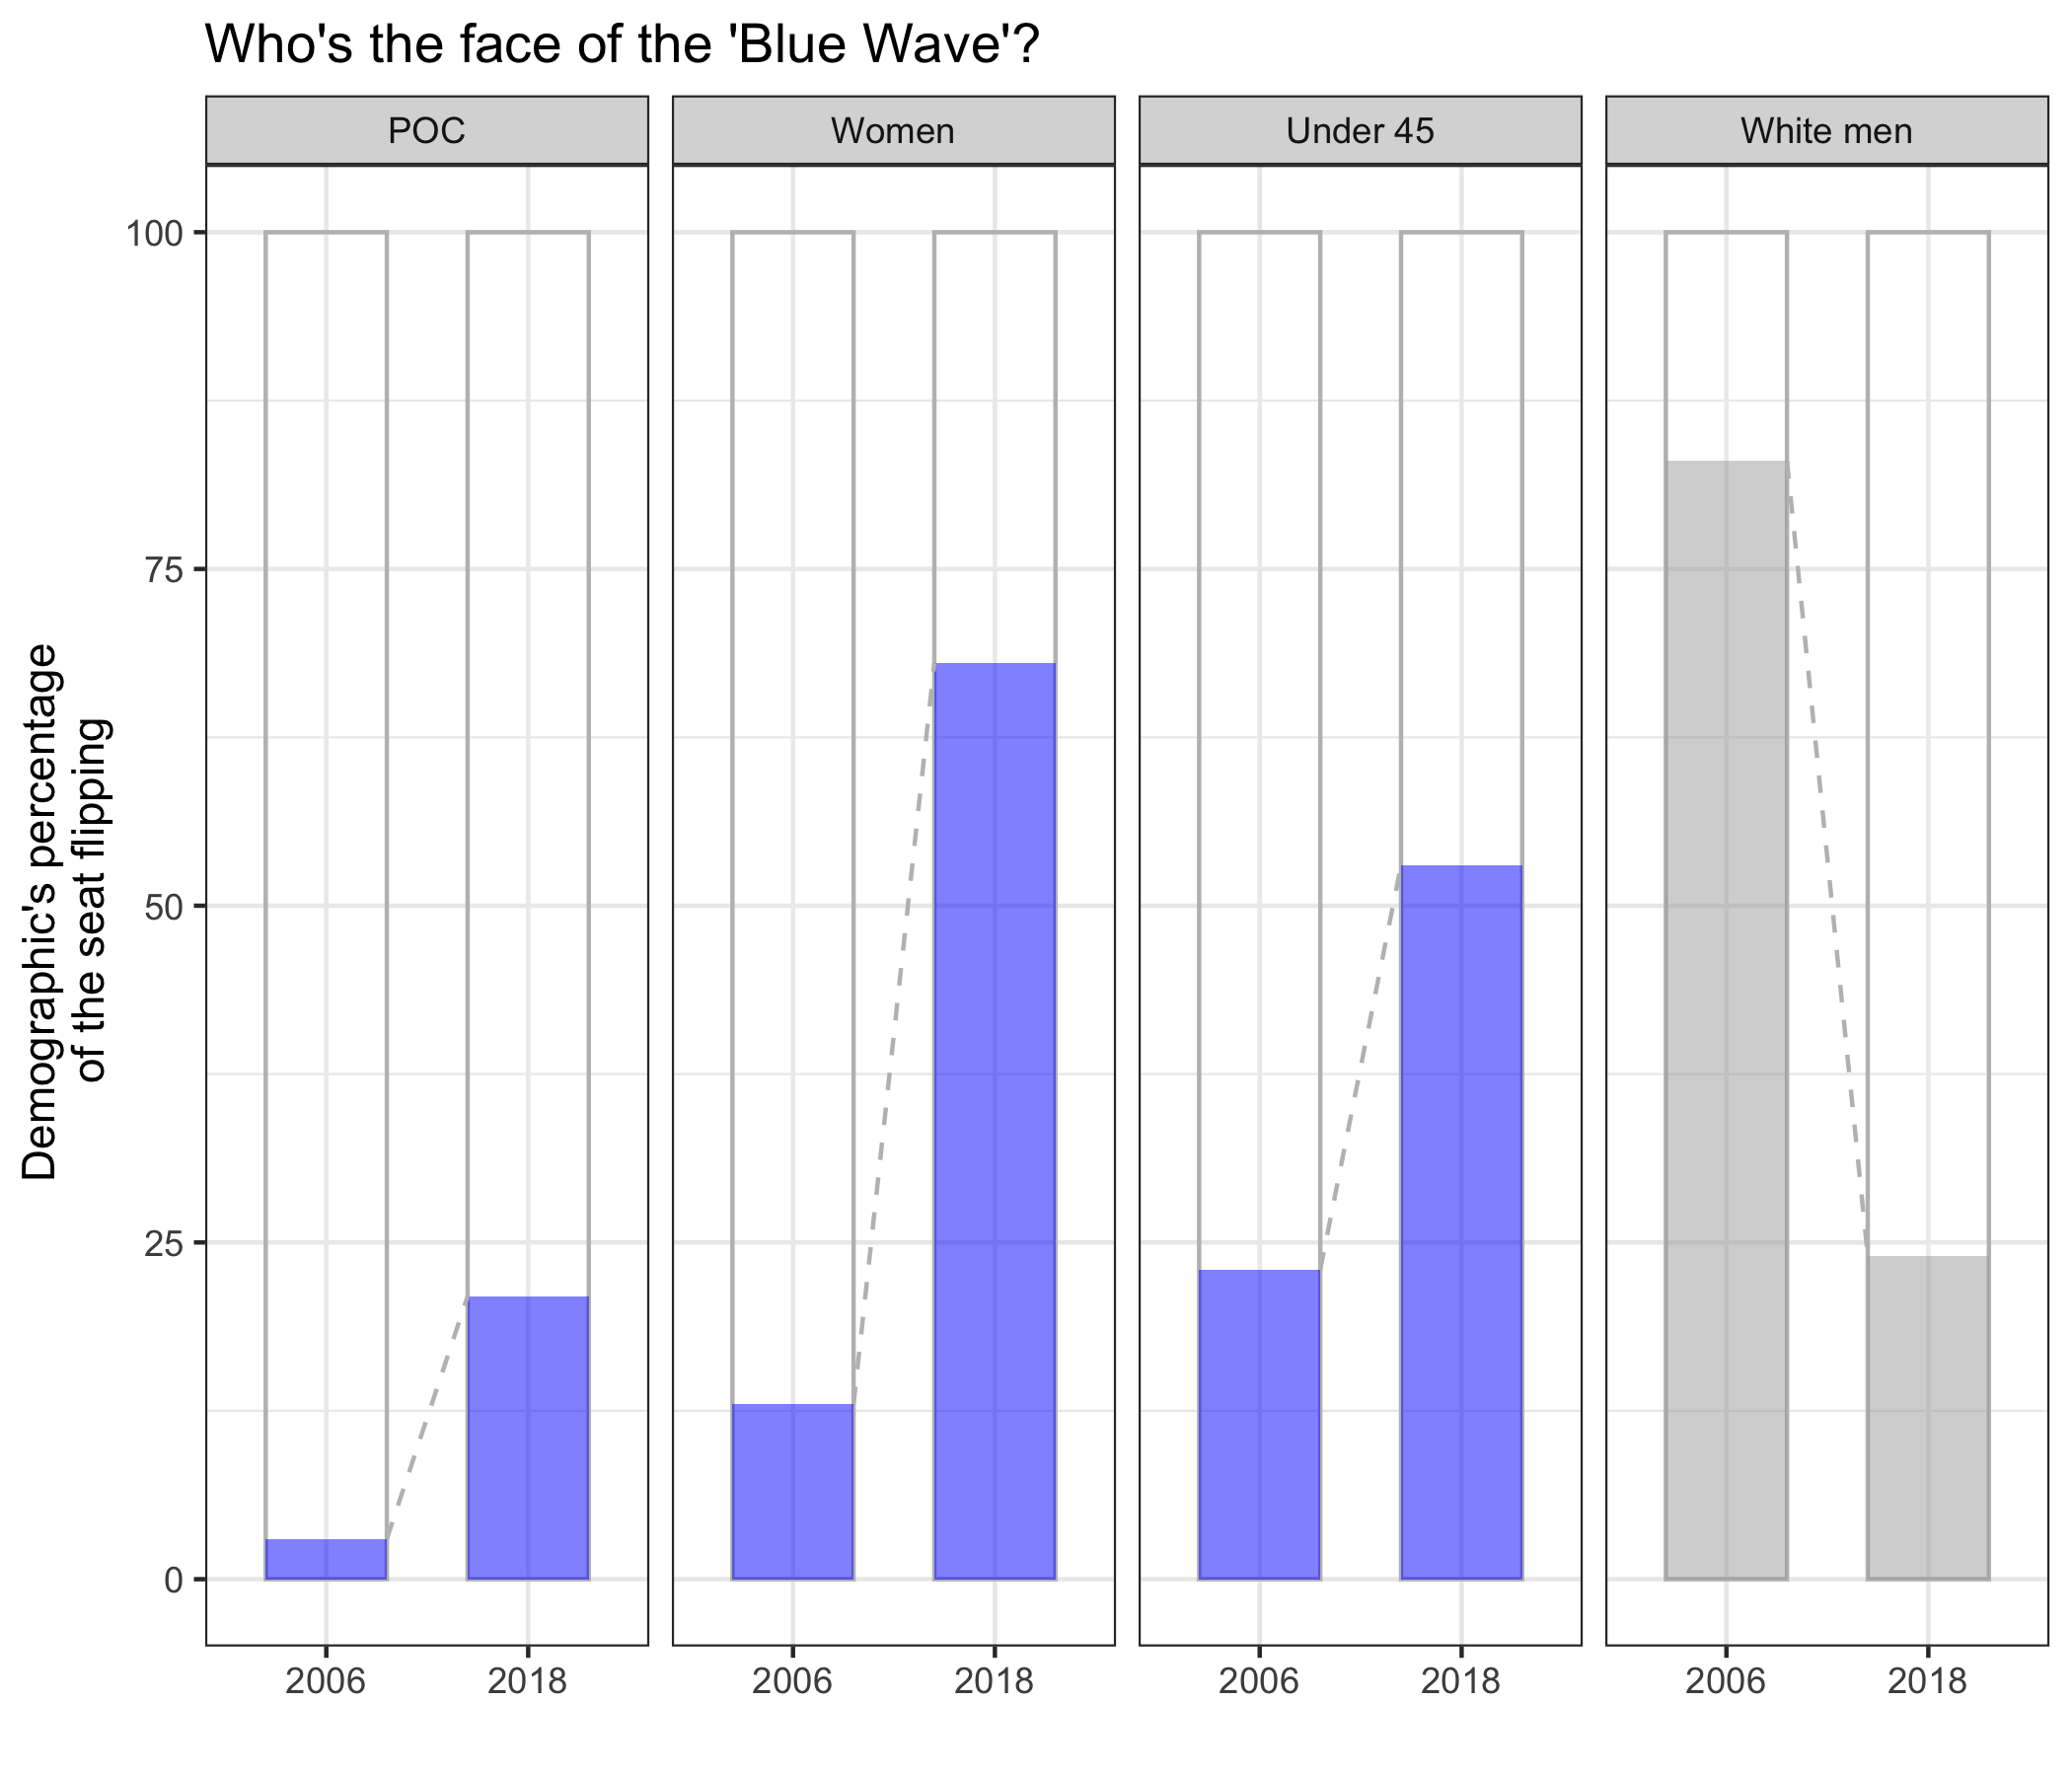 Who's the face of the 'Blue Wave'?
POC
Women
Under 45
White men
Demographic's percentage
of the seat flipping
100
75
50
25
0
2006
2018
2006
2018
2006
2018
2006
2018